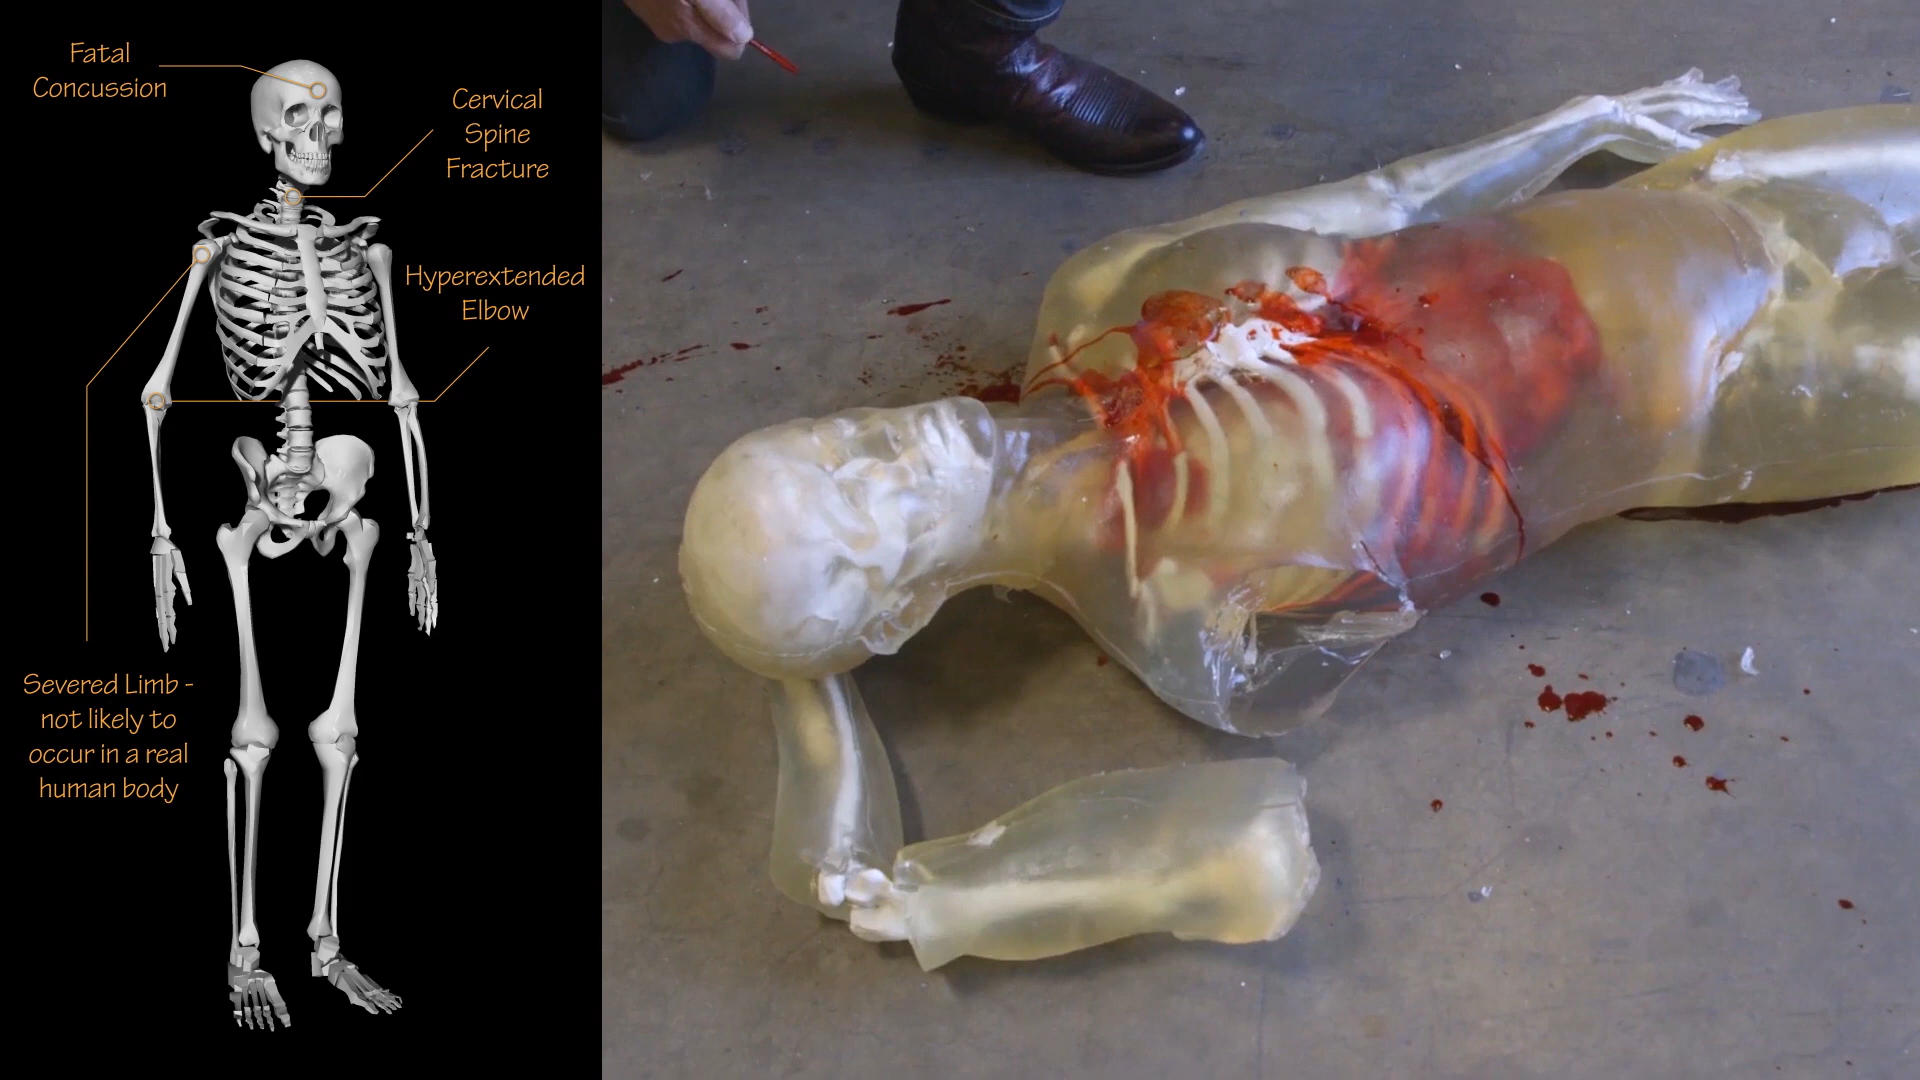 Fatal
Concussion
Cervical
Spine
Fracture
Hyperextended
Elbow
Severed Limb -
not likely to
occur in a real
human body